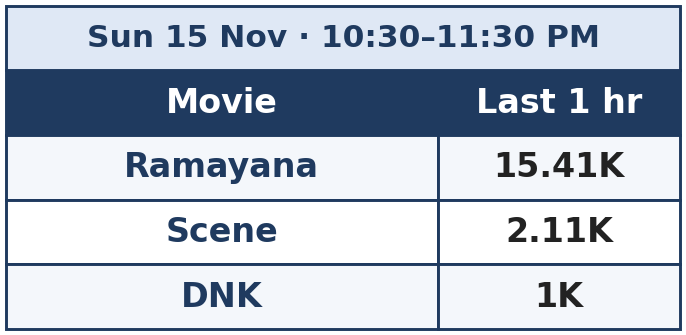 Sun 15 Nov · 10:30–11:30 PM
Movie Last 1 hr
Ramayana 15.41K
Scene 2.11K
DNK 1K